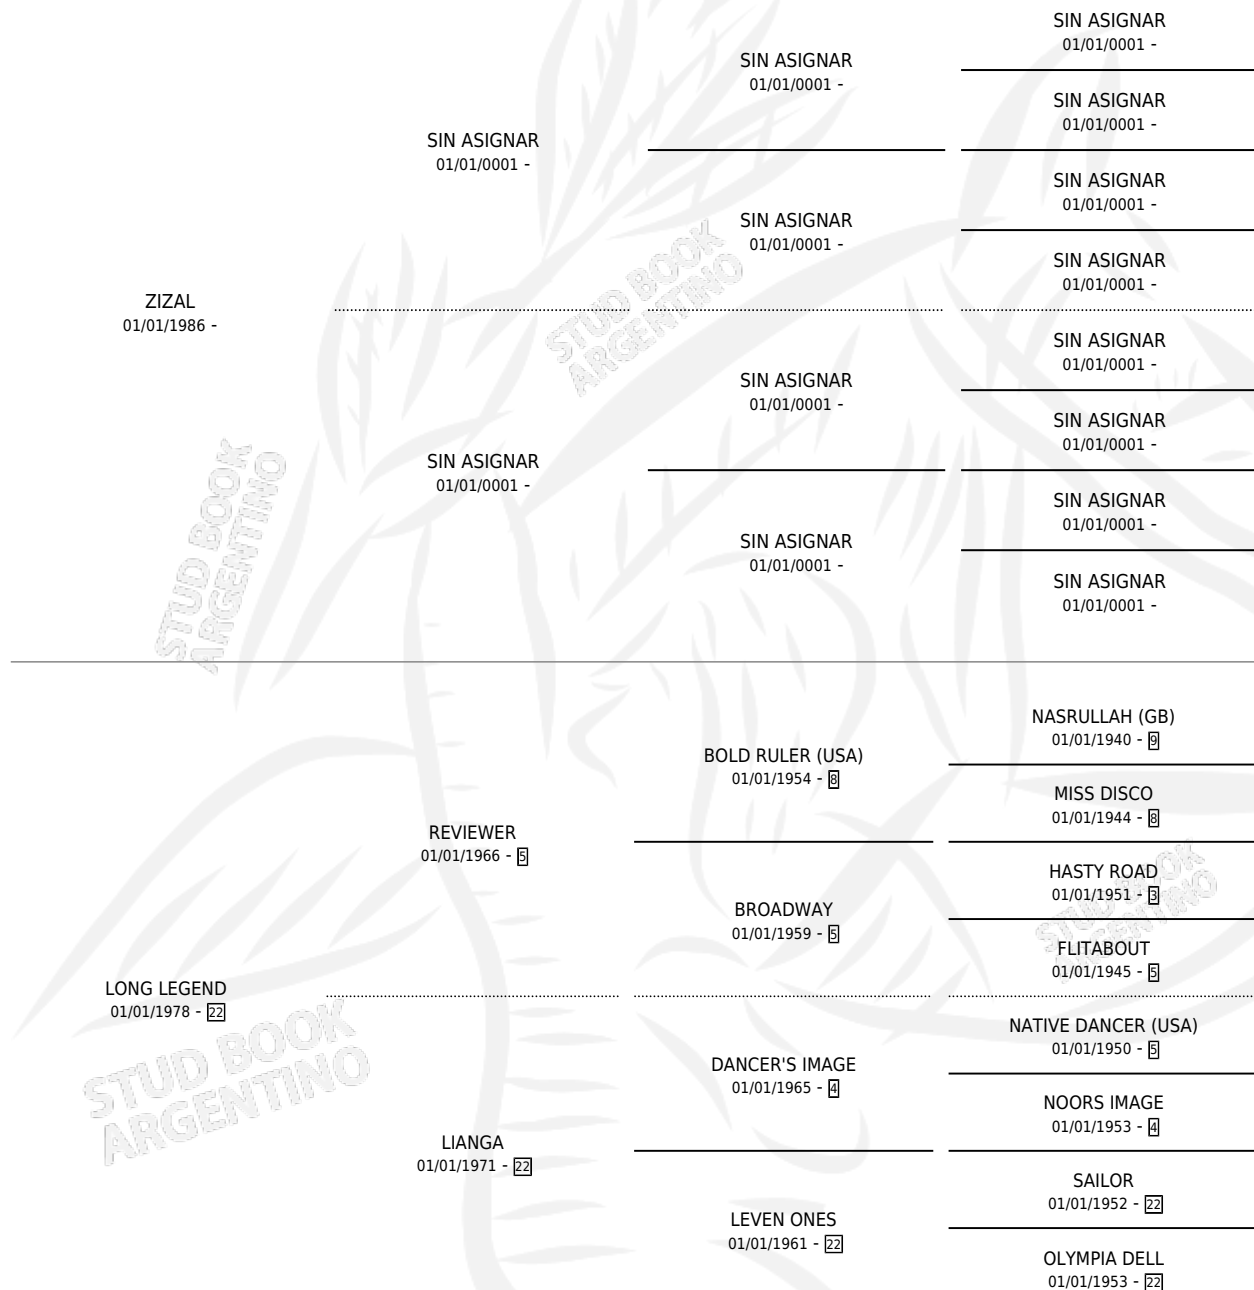 ZIZAL
01/01/1986 -
SIN ASIGNAR
01/01/0001 -
SIN ASIGNAR
01/01/0001 -
SIN ASIGNAR
01/01/0001 -
SIN ASIGNAR
01/01/0001 -
SIN ASIGNAR
01/01/0001 -
SIN ASIGNAR
01/01/0001 -
SIN ASIGNAR
01/01/0001 -
SIN ASIGNAR
01/01/0001 -
SIN ASIGNAR
01/01/0001 -
SIN ASIGNAR
01/01/0001 -
SIN ASIGNAR
01/01/0001 -
SIN ASIGNAR
01/01/0001 -
SIN ASIGNAR
01/01/0001 -
SIN ASIGNAR
01/01/0001 -
LONG LEGEND
01/01/1978 - 22
REVIEWER
01/01/1966 - 5
BOLD RULER (USA)
01/01/1954 - 8
NASRULLAH (GB)
01/01/1940 - 9
MISS DISCO
01/01/1944 - 8
BROADWAY
01/01/1959 - 5
HASTY ROAD
01/01/1951 - 3
FLITABOUT
01/01/1945 - 5
LIANGA
01/01/1971 - 22
DANCER'S IMAGE
01/01/1965 - 4
NATIVE DANCER (USA)
01/01/1950 - 5
NOORS IMAGE
01/01/1953 - 4
LEVEN ONES
01/01/1961 - 22
SAILOR
01/01/1952 - 22
OLYMPIA DELL
01/01/1953 - 22
STUD BOOK
ARGENTINO
STUD BOOK
ARGENTINO
STUD BOOK
ARGENTINO
STUD BOOK
ARGENTINO